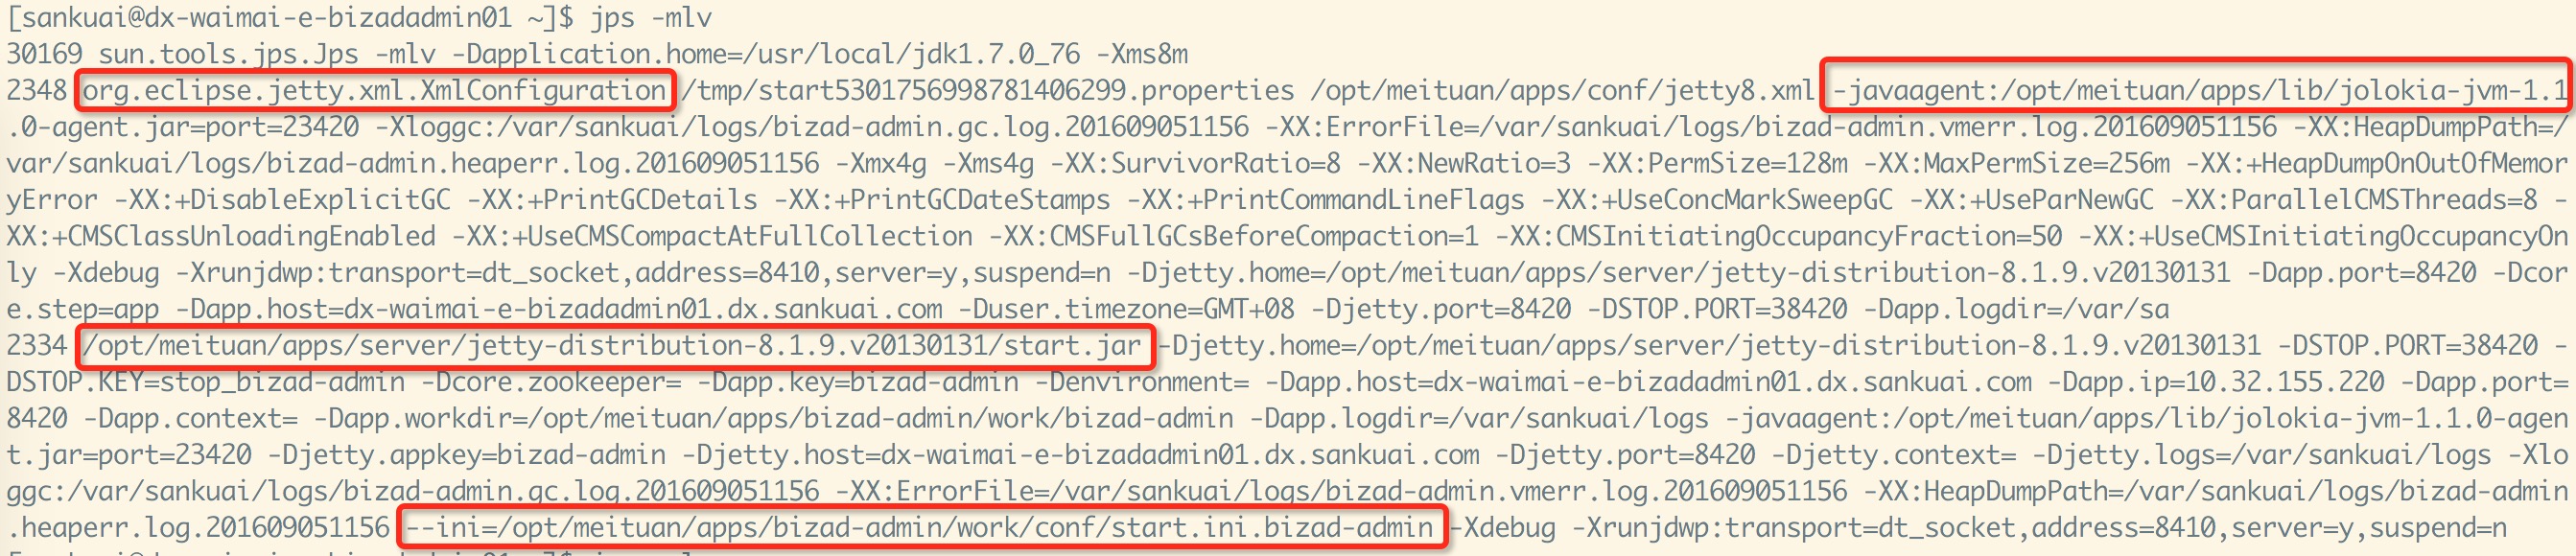 [sankuai@dx-waimai-e-bizadadmin01 ~]$ jps -mlv
30169 sun.tools.jps.Jps -mlv -Dapplication.home=/usr/local/jdk1.7.0_76 -Xms8m
2348 org.eclipse.jetty.xml.XmlConfiguration /tmp/start5301756998781406299.properties /opt/meituan/apps/conf/jetty8.xml -javaagent:/opt/meituan/apps/lib/jolokia-jvm-1.1
.0-agent.jar=port=23420 -Xloggc:/var/sankuai/logs/bizad-admin.gc.log.201609051156 -XX:ErrorFile=/var/sankuai/logs/bizad-admin.vmerr.log.201609051156 -XX:HeapDumpPath=/
var/sankuai/logs/bizad-admin.heaperr.log.201609051156 -Xmx4g -Xms4g -XX:SurvivorRatio=8 -XX:NewRatio=3 -XX:PermSize=128m -XX:MaxPermSize=256m -XX:+HeapDumpOnOutOfMemor
yError -XX:+DisableExplicitGC -XX:+PrintGCDetails -XX:+PrintGCDateStamps -XX:+PrintCommandLineFlags -XX:+UseConcMarkSweepGC -XX:+UseParNewGC -XX:ParallelCMSThreads=8 -
XX:+CMSClassUnloadingEnabled -XX:+UseCMSCompactAtFullCollection -XX:CMSFullGCsBeforeCompaction=1 -XX:CMSInitiatingOccupancyFraction=50 -XX:+UseCMSInitiatingOccupancyOn
ly -Xdebug -Xrunjdwp:transport=dt_socket,address=8410,server=y,suspend=n -Djetty.home=/opt/meituan/apps/server/jetty-distribution-8.1.9.v20130131 -Dapp.port=8420 -Dcor
e.step=app -Dapp.host=dx-waimai-e-bizadadmin01.dx.sankuai.com -Duser.timezone=GMT+08 -Djetty.port=8420 -DSTOP.PORT=38420 -Dapp.logdir=/var/sa
2334 /opt/meituan/apps/server/jetty-distribution-8.1.9.v20130131/start.jar -Djetty.home=/opt/meituan/apps/server/jetty-distribution-8.1.9.v20130131 -DSTOP.PORT=38420 -
DSTOP.KEY=stop_bizad-admin -Dcore.zookeeper= -Dapp.key=bizad-admin -Denvironment= -Dapp.host=dx-waimai-e-bizadadmin01.dx.sankuai.com -Dapp.ip=10.32.155.220 -Dapp.port=
8420 -Dapp.context= -Dapp.workdir=/opt/meituan/apps/bizad-admin/work/bizad-admin -Dapp.logdir=/var/sankuai/logs -javaagent:/opt/meituan/apps/lib/jolokia-jvm-1.1.0-agen
t.jar=port=23420 -Djetty.appkey=bizad-admin -Djetty.host=dx-waimai-e-bizadadmin01.dx.sankuai.com -Djetty.port=8420 -Djetty.context= -Djetty.logs=/var/sankuai/logs -Xlo
ggc:/var/sankuai/logs/bizad-admin.gc.log.201609051156 -XX:ErrorFile=/var/sankuai/logs/bizad-admin.vmerr.log.201609051156 -XX:HeapDumpPath=/var/sankuai/logs/bizad-admin
.heaperr.log.201609051156 --ini=/opt/meituan/apps/bizad-admin/work/conf/start.ini.bizad-admin -Xdebug -Xrunjdwp:transport=dt_socket,address=8410,server=y,suspend=n